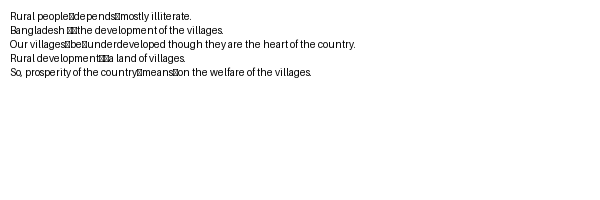 Rural people depends mostly illiterate.
Bangladesh the development of the villages.
Our villages be underdeveloped though they are the heart of the country.
Rural development a land of villages.
So, prosperity of the country means on the welfare of the villages.